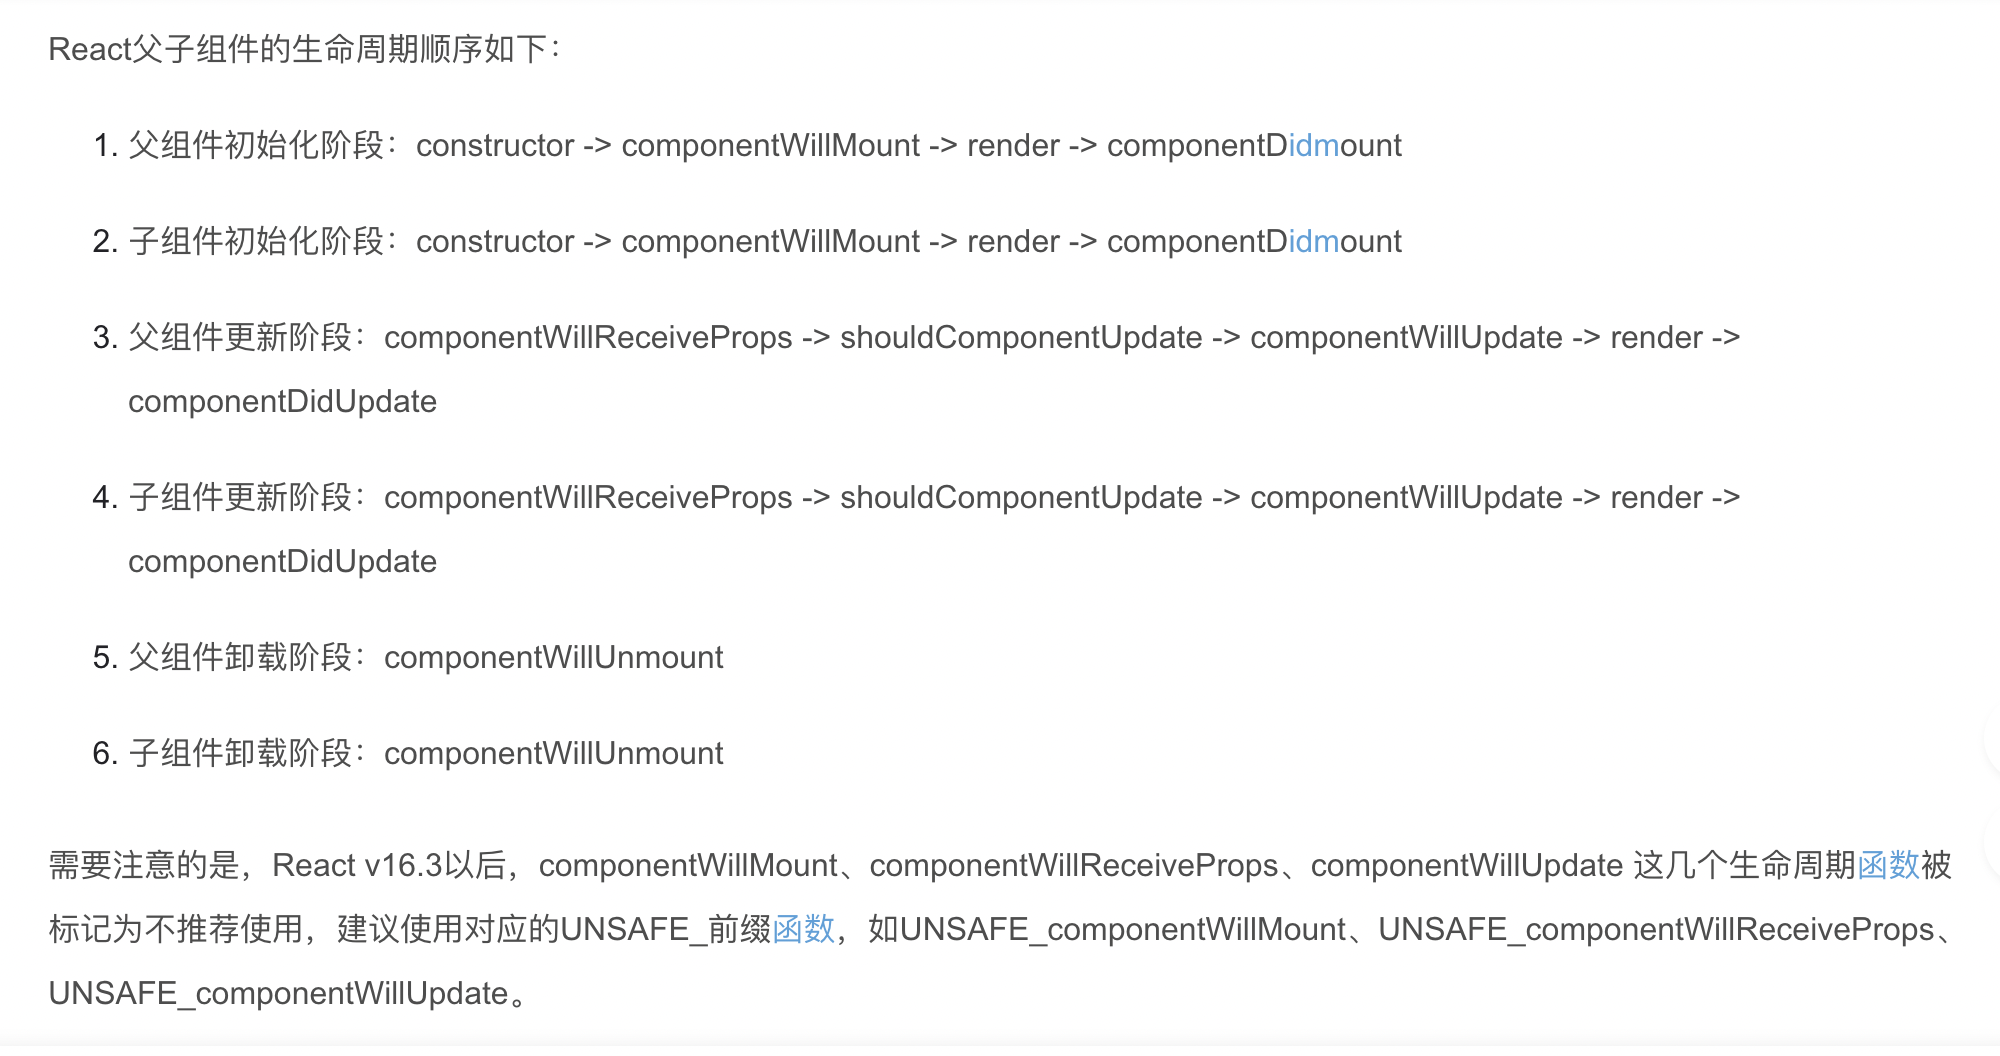 React父子组件的生命周期顺序如下：
1. 父组件初始化阶段：constructor -> componentWillMount -> render -> componentDidmount
2. 子组件初始化阶段：constructor -> componentWillMount -> render -> componentDidmount
3. 父组件更新阶段：componentWillReceiveProps -> shouldComponentUpdate -> componentWillUpdate -> render ->
componentDidUpdate
4. 子组件更新阶段：componentWillReceiveProps -> shouldComponentUpdate -> componentWillUpdate -> render ->
componentDidUpdate
5. 父组件卸载阶段：componentWillUnmount
6. 子组件卸载阶段：componentWillUnmount
需要注意的是，React v16.3以后，componentWillMount、componentWillReceiveProps、componentWillUpdate 这几个生命周期函数被
标记为不推荐使用，建议使用对应的UNSAFE_前缀函数，如UNSAFE_componentWillMount、UNSAFE_componentWillReceiveProps、
UNSAFE_componentWillUpdate。